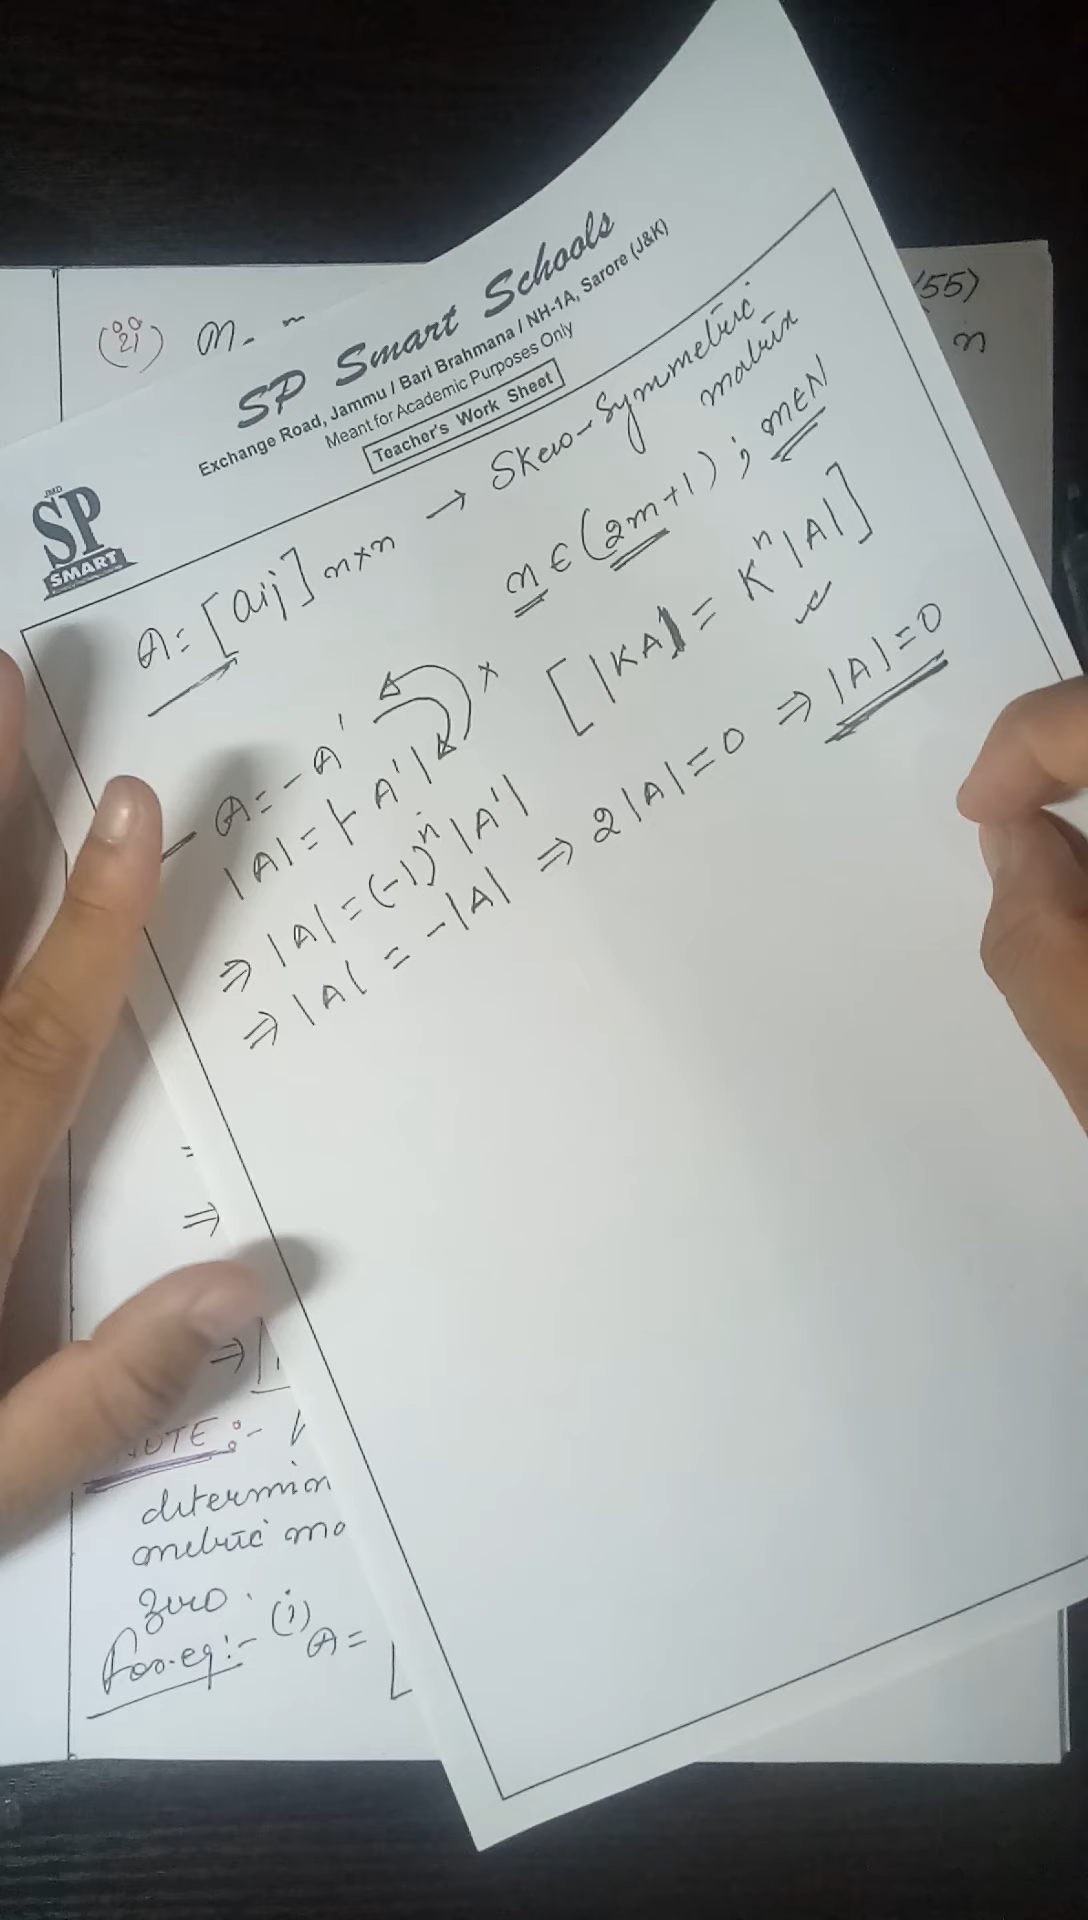 SP Smart Schools
Exchange Road, Jammu / Bari Brahmana / NH-1A, Sarore (J&K)
Meant for Academic Purposes Only
Teacher's Work Sheet
JMD
SP
SMART
A = [aij] n×n → Skew-Symmetric
matrix
n ∈ (2m+1) ; m∈N
A = -A'
[|KA| = K^n |A|]
|A| = |-A'|
⇒ |A| = (-1)^n |A'|
⇒ |A| = -|A| ⇒ 2|A| = 0 ⇒ |A| = 0
(55)
n
⇒
⇒
NOTE :-
determin
metric mo
zero.
For-eg:- (i) A = [